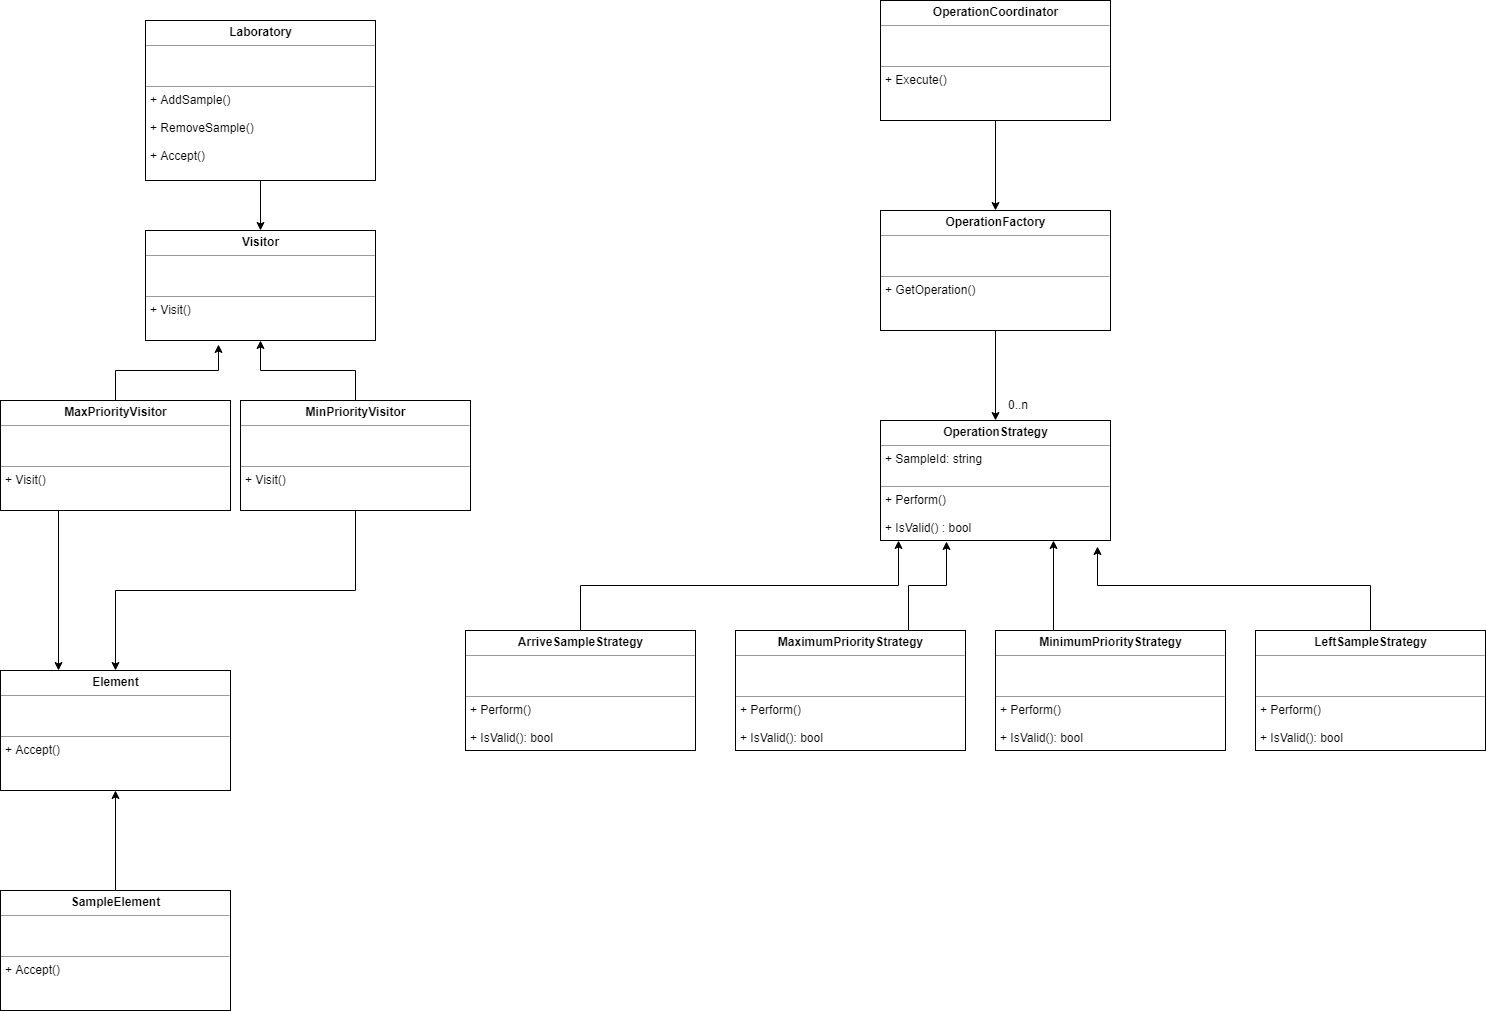 Laboratory
+ AddSample()
+ RemoveSample()
+ Accept()
Visitor
+ Visit()
MaxPriorityVisitor
+ Visit()
MinPriorityVisitor
+ Visit()
Element
+ Accept()
SampleElement
+ Accept()
OperationCoordinator
+ Execute()
OperationFactory
+ GetOperation()
0..n
OperationStrategy
+ SampleId: string
+ Perform()
+ IsValid() : bool
ArriveSampleStrategy
+ Perform()
+ IsValid(): bool
MaximumPriorityStrategy
+ Perform()
+ IsValid(): bool
MinimumPriorityStrategy
+ Perform()
+ IsValid(): bool
LeftSampleStrategy
+ Perform()
+ IsValid(): bool